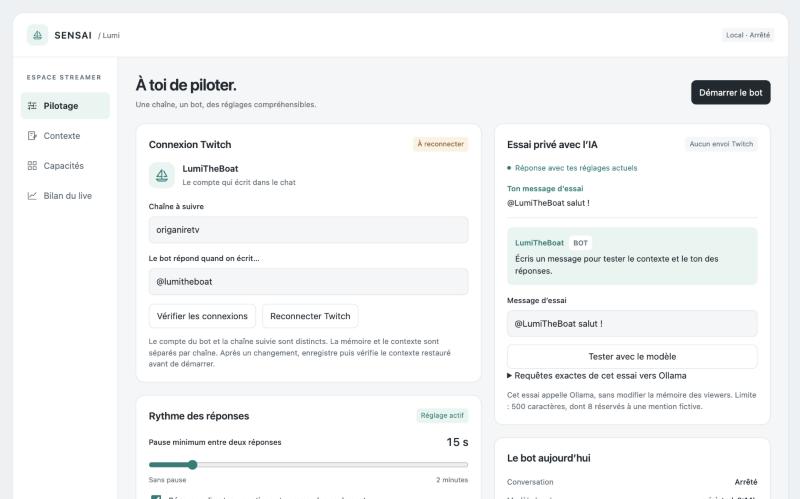 SENSAI / Lumi
Local · Arrêté
ESPACE STREAMER
Pilotage
Contexte
Capacités
Bilan du live
À toi de piloter.
Une chaîne, un bot, des réglages compréhensibles.
Démarrer le bot
Connexion Twitch
À reconnecter
LumiTheBoat
Le compte qui écrit dans le chat
Chaîne à suivre
origaniretv
Le bot répond quand on écrit…
@lumitheboat
Vérifier les connexions
Reconnecter Twitch
Le compte du bot et la chaîne suivie sont distincts. La mémoire et le contexte sont
séparés par chaîne. Après un changement, enregistre puis vérifie le contexte restauré
avant de démarrer.
Rythme des réponses
Réglage actif
Pause minimum entre deux réponses
15 s
Sans pause
2 minutes
Essai privé avec l’IA
Aucun envoi Twitch
Réponse avec tes réglages actuels
Ton message d’essai
@LumiTheBoat salut !
LumiTheBoat BOT
Écris un message pour tester le contexte et le ton des
réponses.
Message d’essai
@LumiTheBoat salut !
Tester avec le modèle
Requêtes exactes de cet essai vers Ollama
Cet essai appelle Ollama, sans modifier la mémoire des viewers. Limite
: 500 caractères, dont 8 réservés à une mention fictive.
Le bot aujourd’hui
Conversation
Arrêté